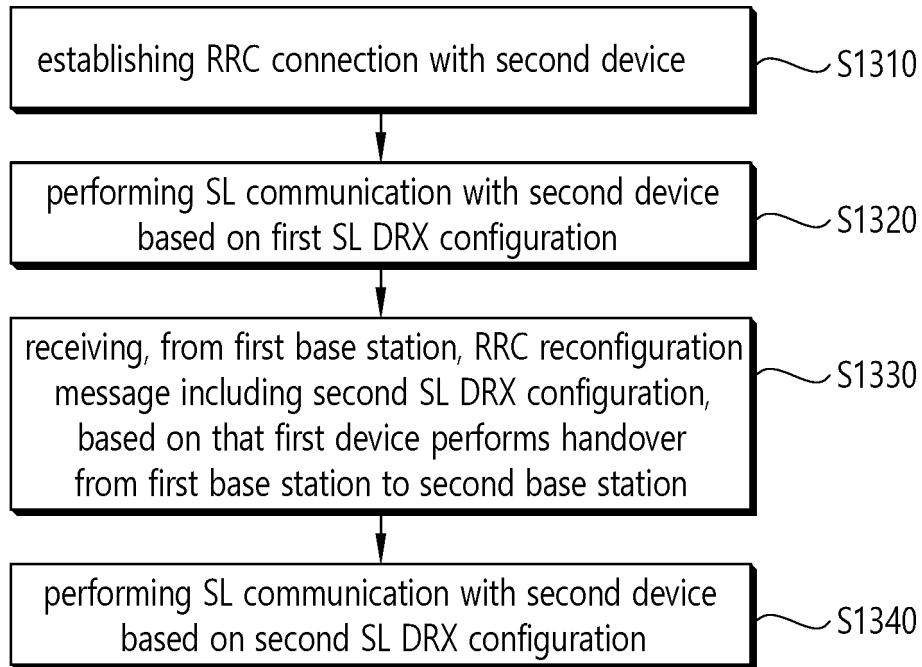 establishing RRC connection with second device
S1310
performing SL communication with second device
based on first SL DRX configuration
S1320
receiving, from first base station, RRC reconfiguration
message including second SL DRX configuration,
based on that first device performs handover
from first base station to second base station
S1330
performing SL communication with second device
based on second SL DRX configuration
S1340